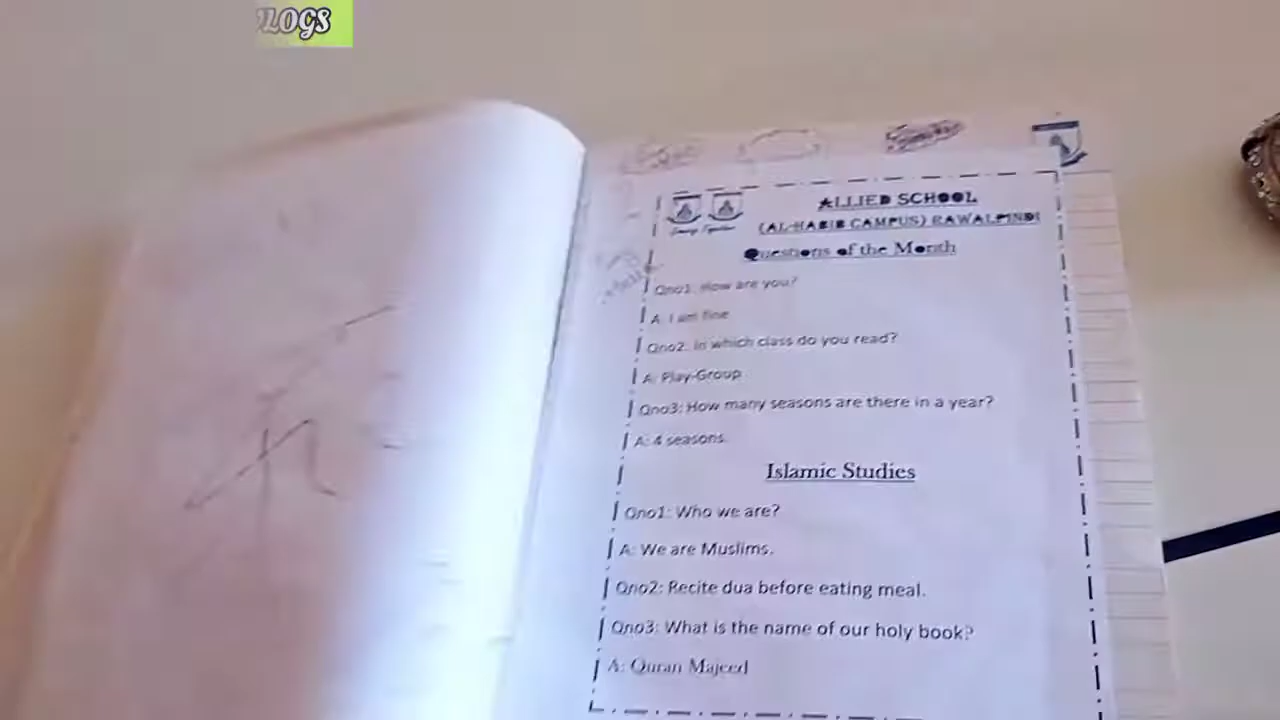 VLOGS
ALLIED SCHOOL
(AL-HABIB CAMPUS) RAWALPINDI
Questions of the Month
Qno1: How are you?
A: I am fine
Qno2: In which class do you read?
A: Play-Group
Qno3: How many seasons are there in a year?
A: 4 seasons.
Islamic Studies
Qno1: Who we are?
A: We are Muslims.
Qno2: Recite dua before eating meal.
Qno3: What is the name of our holy book?
A: Quran Majeed